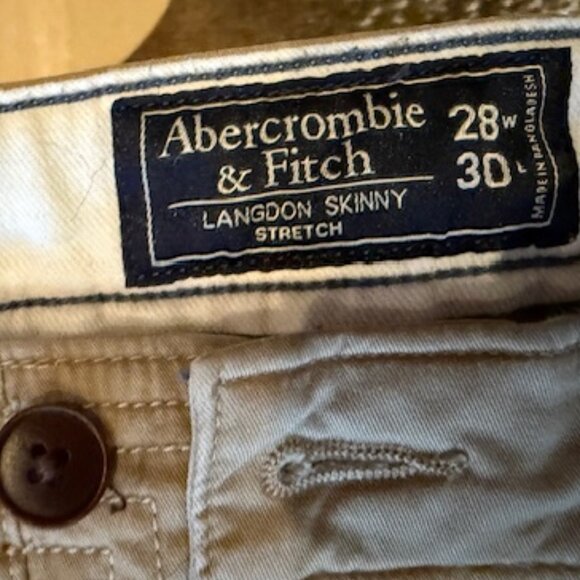 Abercrombie
& Fitch
LANGDON SKINNY
STRETCH
28W
30L
MADE IN BANGLADESH